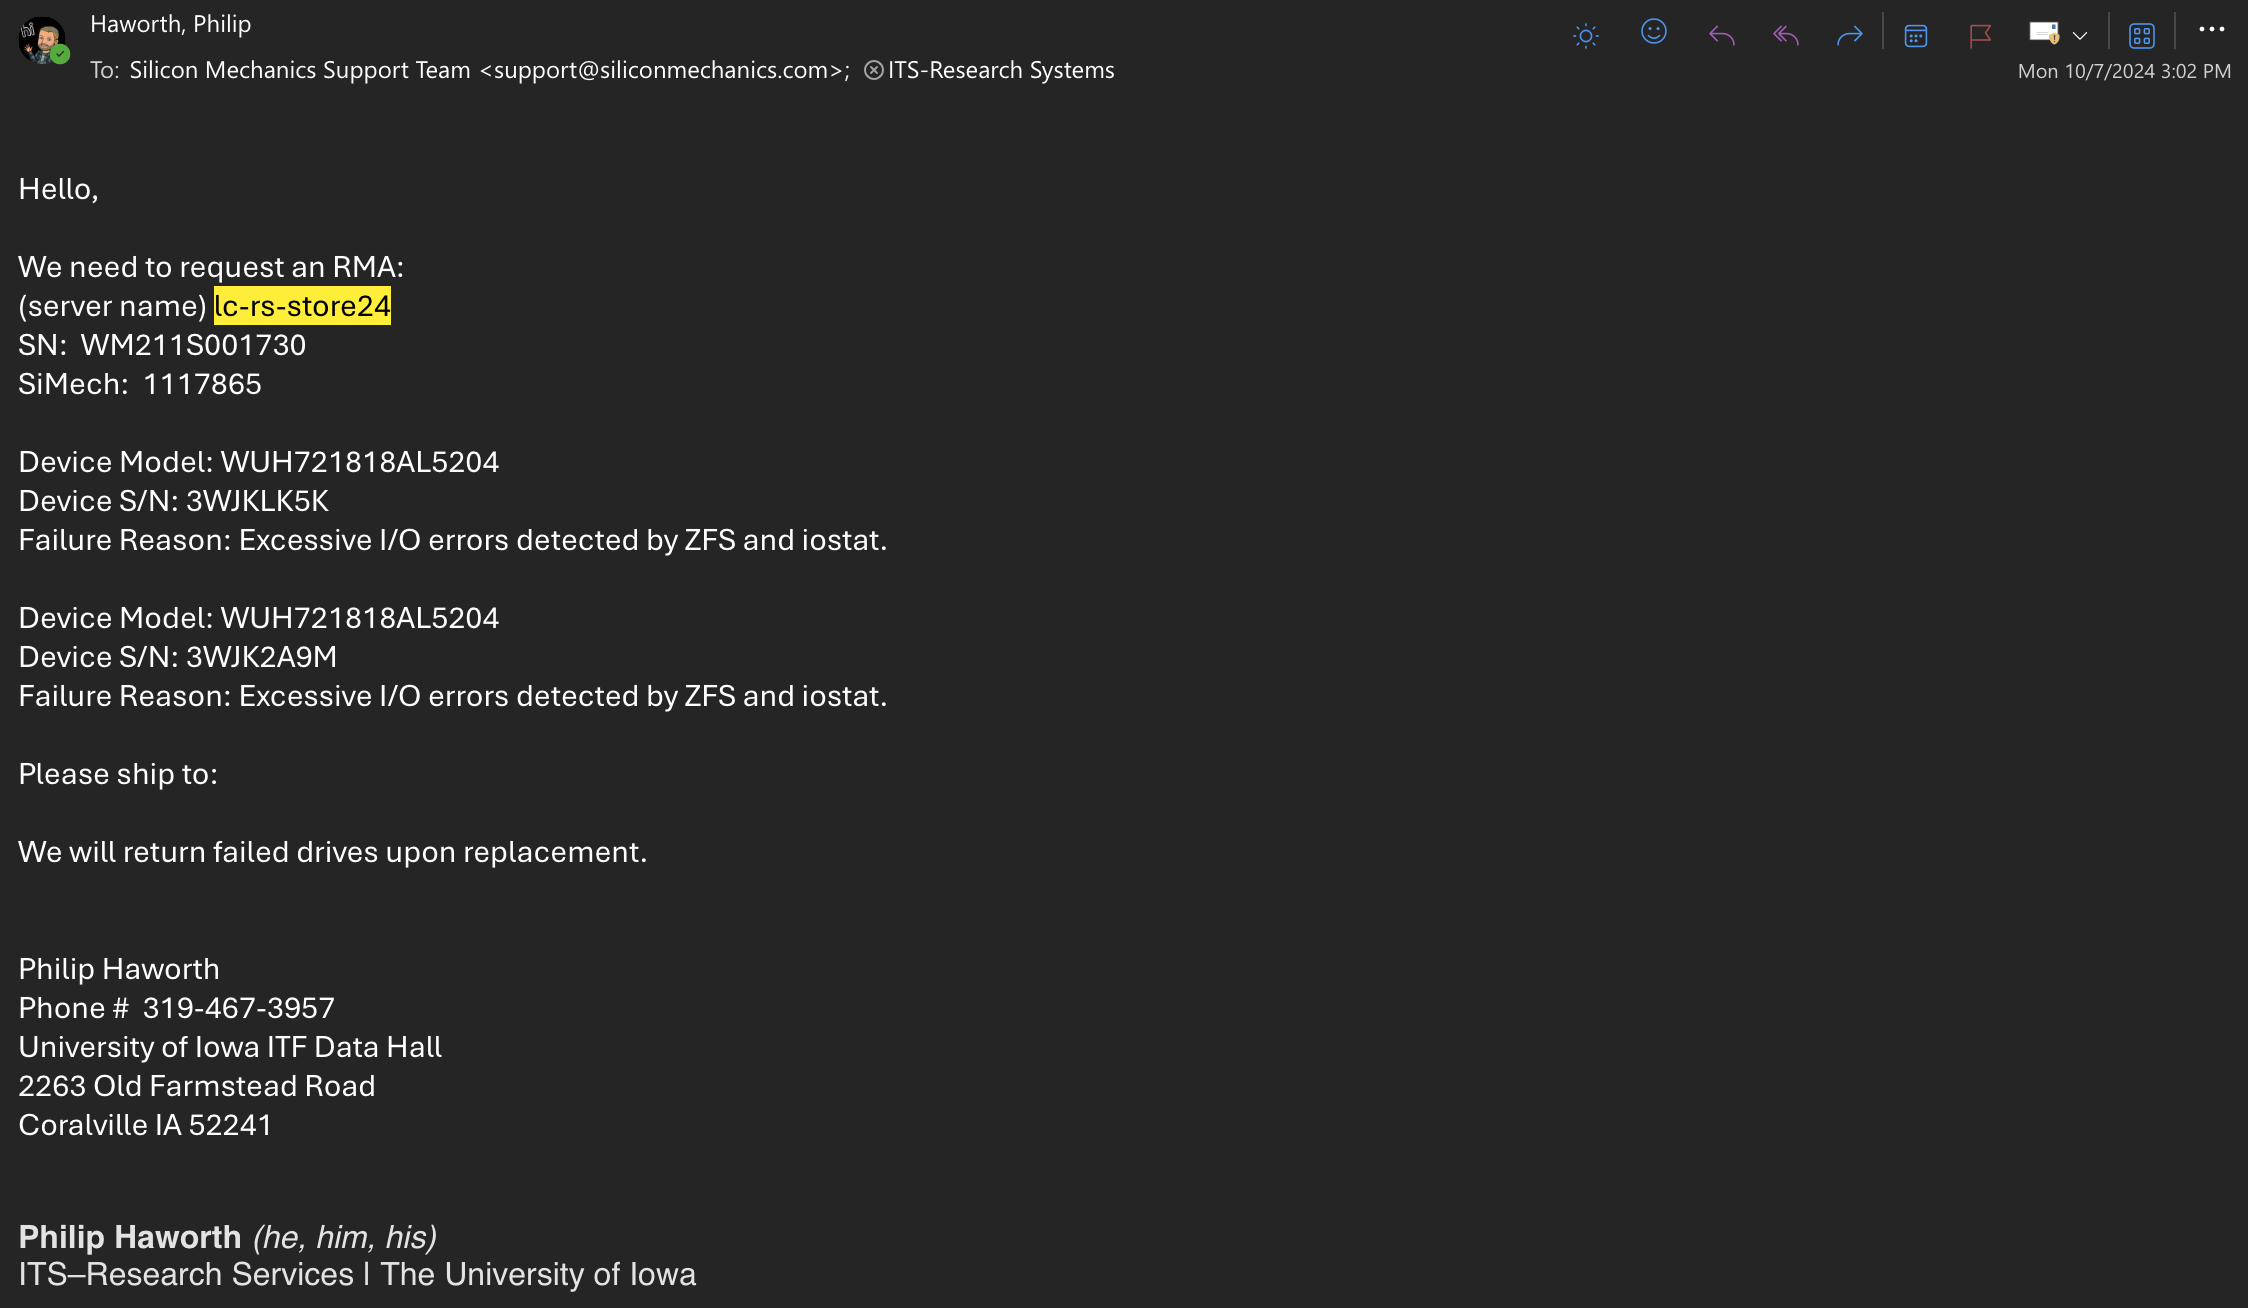 Haworth, Philip
To: Silicon Mechanics Support Team <support@siliconmechanics.com>; ITS-Research Systems
Mon 10/7/2024 3:02 PM
Hello,
We need to request an RMA:
(server name) lc-rs-store24
SN:  WM211S001730
SiMech:  1117865
Device Model: WUH721818AL5204
Device S/N: 3WJKLK5K
Failure Reason: Excessive I/O errors detected by ZFS and iostat.
Device Model: WUH721818AL5204
Device S/N: 3WJK2A9M
Failure Reason: Excessive I/O errors detected by ZFS and iostat.
Please ship to:
We will return failed drives upon replacement.
Philip Haworth
Phone #  319-467-3957
University of Iowa ITF Data Hall
2263 Old Farmstead Road
Coralville IA 52241
Philip Haworth (he, him, his)
ITS–Research Services | The University of Iowa